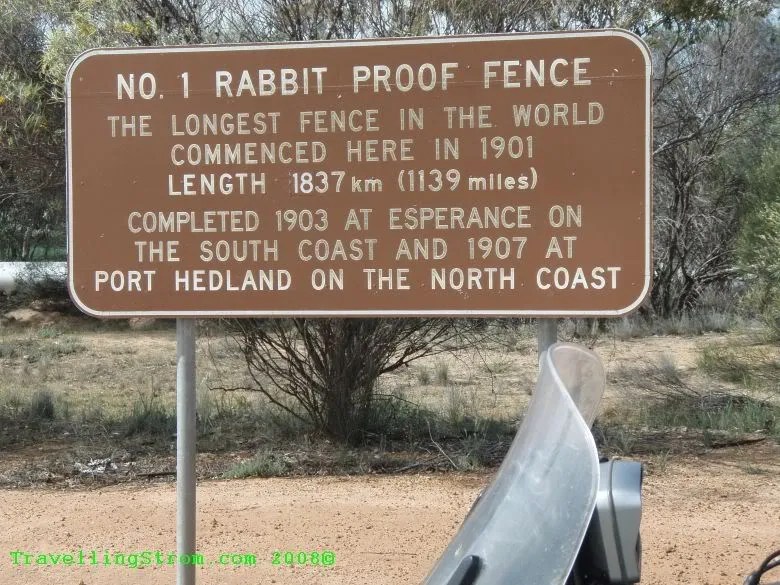 NO. 1 RABBIT PROOF FENCE
THE LONGEST FENCE IN THE WORLD
COMMENCED HERE IN 1901
LENGTH 1837 km (1139 miles)
COMPLETED 1903 AT ESPERANCE ON
THE SOUTH COAST AND 1907 AT
PORT HEDLAND ON THE NORTH COAST
TravellingStrom.com 2008©